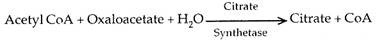 Citrate
Acetyl CoA + Oxaloacetate + H₂O ⟶ Citrate + CoA
Synthetase